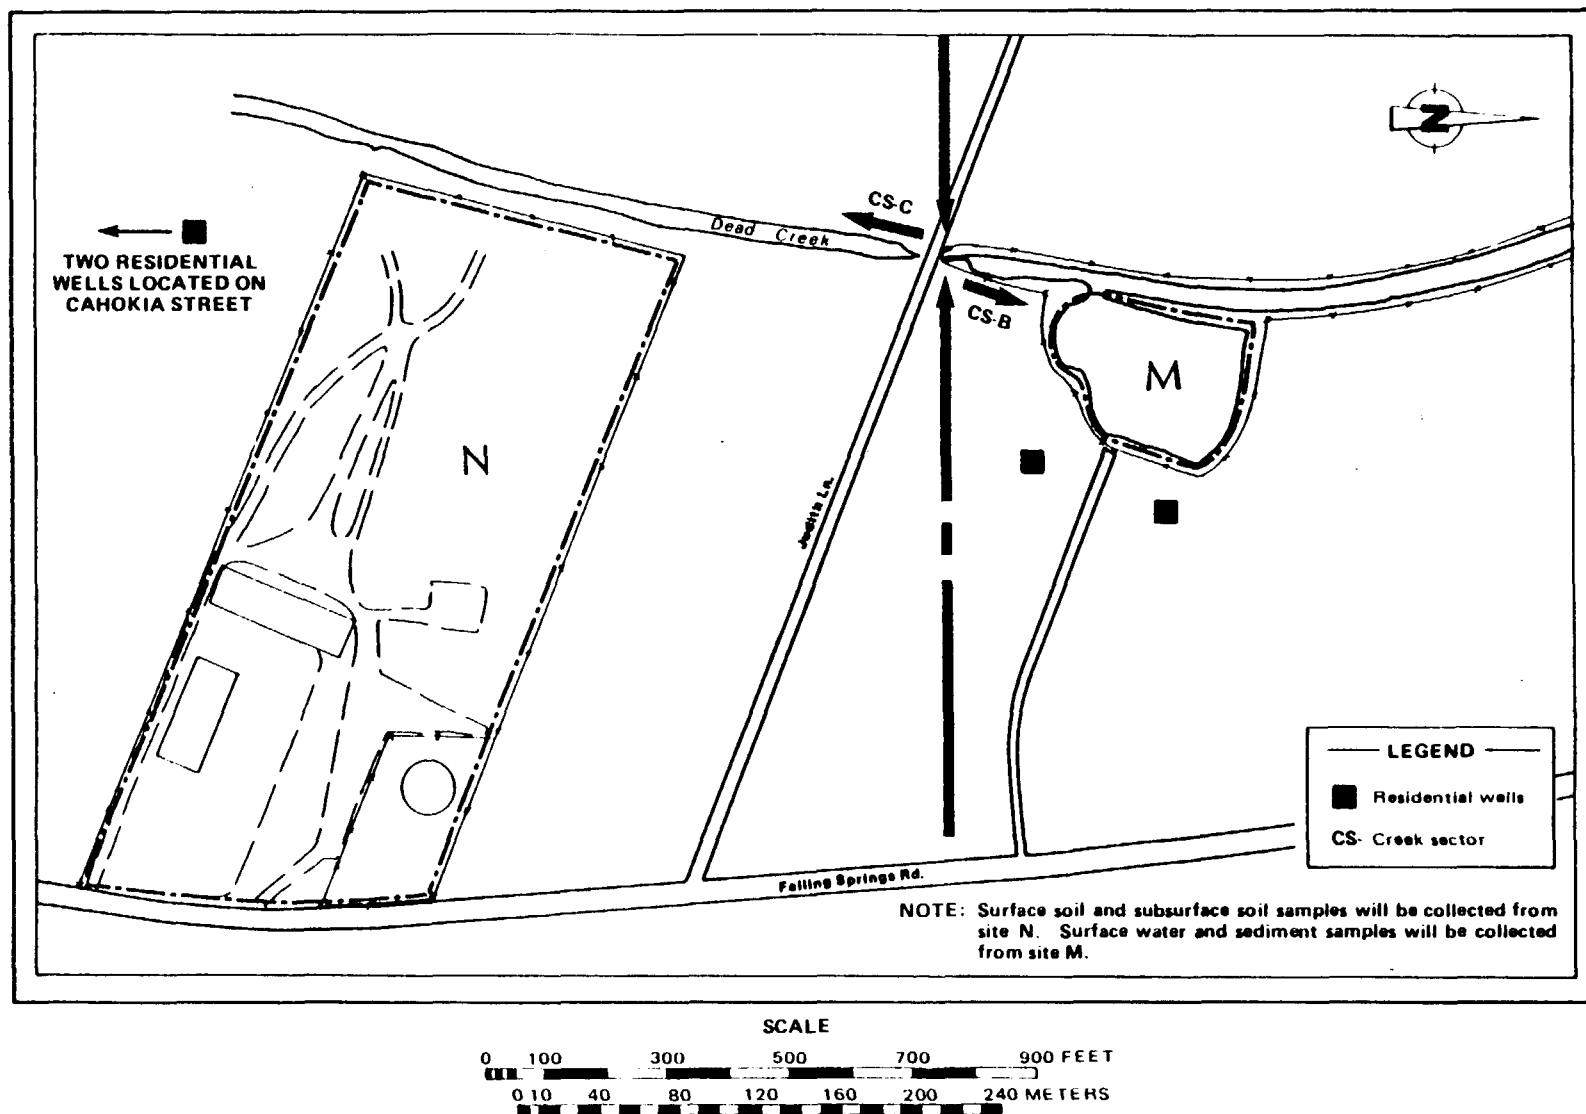 N
CS-C
Dead Creek
TWO RESIDENTIAL
WELLS LOCATED ON
CAHOKIA STREET
CS-B
M
N
Judith Ln.
LEGEND
Residential wells
CS- Creek sector
Falling Springs Rd.
NOTE: Surface soil and subsurface soil samples will be collected from
site N. Surface water and sediment samples will be collected
from site M.
SCALE
0 100 300 500 700 900 FEET
0 10 40 80 120 160 200 240 METERS